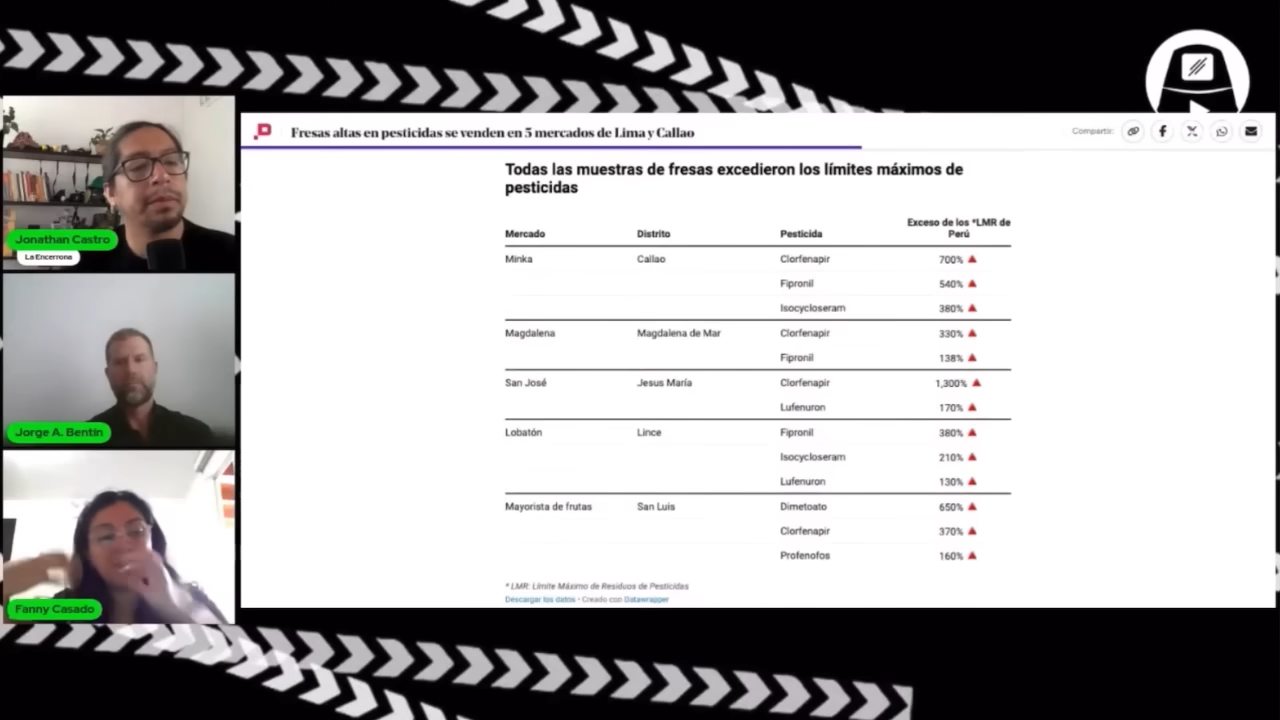 Fresas altas en pesticidas se venden en 5 mercados de Lima y Callao
Compartir:
Todas las muestras de fresas excedieron los límites máximos de
pesticidas
Mercado Distrito Pesticida Exceso de los *LMR de
Perú
Minka Callao Clorfenapir 700%
Fipronil 540%
Isocycloseram 380%
Magdalena Magdalena de Mar Clorfenapir 330%
Fipronil 138%
San José Jesus María Clorfenapir 1,300%
Lufenuron 170%
Lobatón Lince Fipronil 380%
Isocycloseram 210%
Lufenuron 130%
Mayorista de frutas San Luis Dimetoato 650%
Clorfenapir 370%
Profenofos 160%
* LMR: Límite Máximo de Residuos de Pesticidas
Descargar los datos · Creado con Datawrapper
Jonathan Castro
La Encerrona
Jorge A. Bentín
Fanny Casado